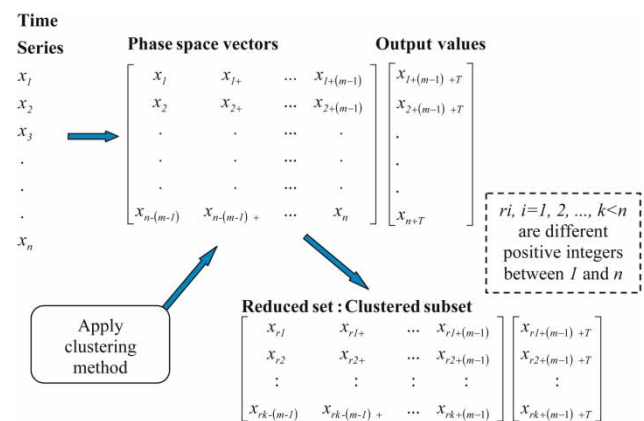 Time
Series
Phase space vectors
Output values
x1
x2
x3
.
.
.
xn
x1 x1+ ... x1+(m-1)
x2 x2+ ... x2+(m-1)
. . ... .
. . ... .
. . ... .
xn-(m-1) xn-(m-1) + ... xn
x1+(m-1) +T
x2+(m-1) +T
.
.
.
xn+T
ri, i=1, 2, ..., k<n
are different
positive integers
between 1 and n
Apply
clustering
method
Reduced set : Clustered subset
xr1 xr1+ ... xr1+(m-1)
xr2 xr2+ ... xr2+(m-1)
: : : :
xrk-(m-1) xrk-(m-1) + ... xrk+(m-1)
xr1+(m-1) +T
xr2+(m-1) +T
:
xrk+(m-1) +T